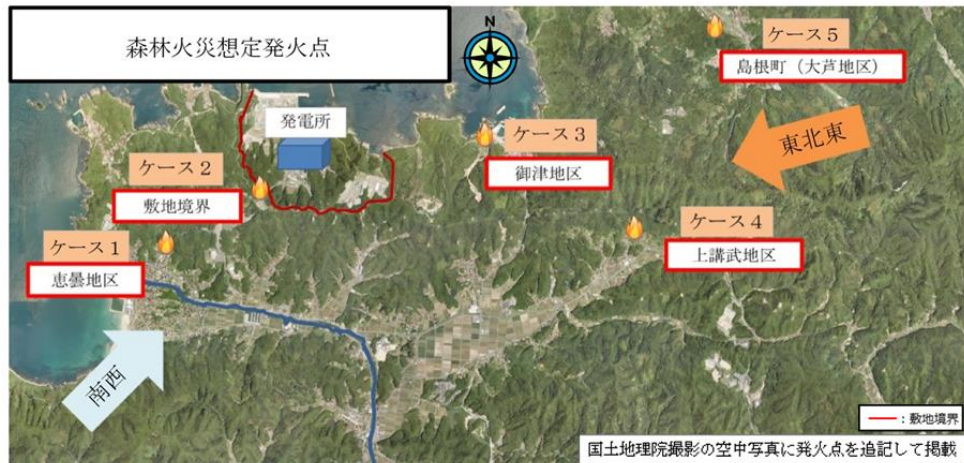 森林火災想定発火点
N
ケース5
島根町（大芦地区）
発電所
ケース3
御津地区
東北東
ケース2
敷地境界
ケース4
上講武地区
ケース1
恵曇地区
南西
：敷地境界
国土地理院撮影の空中写真に発火点を追記して掲載